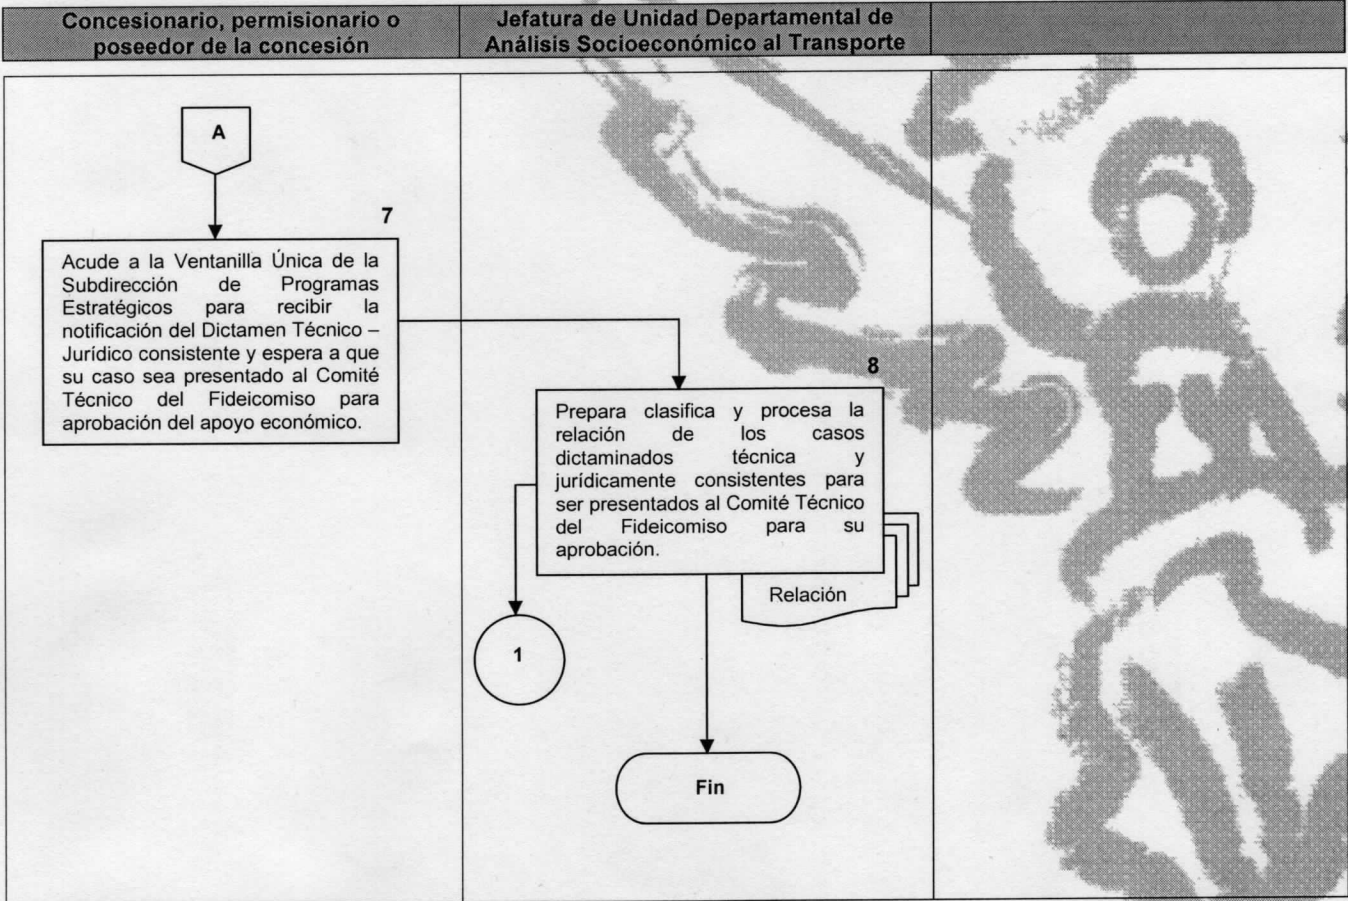 Concesionario, permisionario o
poseedor de la concesión
Jefatura de Unidad Departamental de
Análisis Socioeconómico al Transporte
A
7
Acude a la Ventanilla Única de la
Subdirección de Programas
Estratégicos para recibir la
notificación del Dictamen Técnico –
Jurídico consistente y espera a que
su caso sea presentado al Comité
Técnico del Fideicomiso para
aprobación del apoyo económico.
8
Prepara clasifica y procesa la
relación de los casos
dictaminados técnica y
jurídicamente consistentes para
ser presentados al Comité Técnico
del Fideicomiso para su
aprobación.
Relación
1
Fin